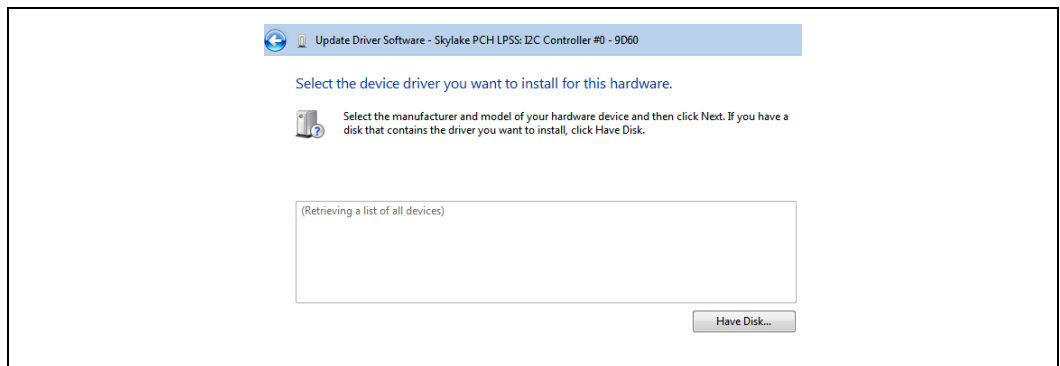 Update Driver Software - Skylake PCH LPSS: I2C Controller #0 - 9D60
Select the device driver you want to install for this hardware.
Select the manufacturer and model of your hardware device and then click Next. If you have a
disk that contains the driver you want to install, click Have Disk.
(Retrieving a list of all devices)
Have Disk...